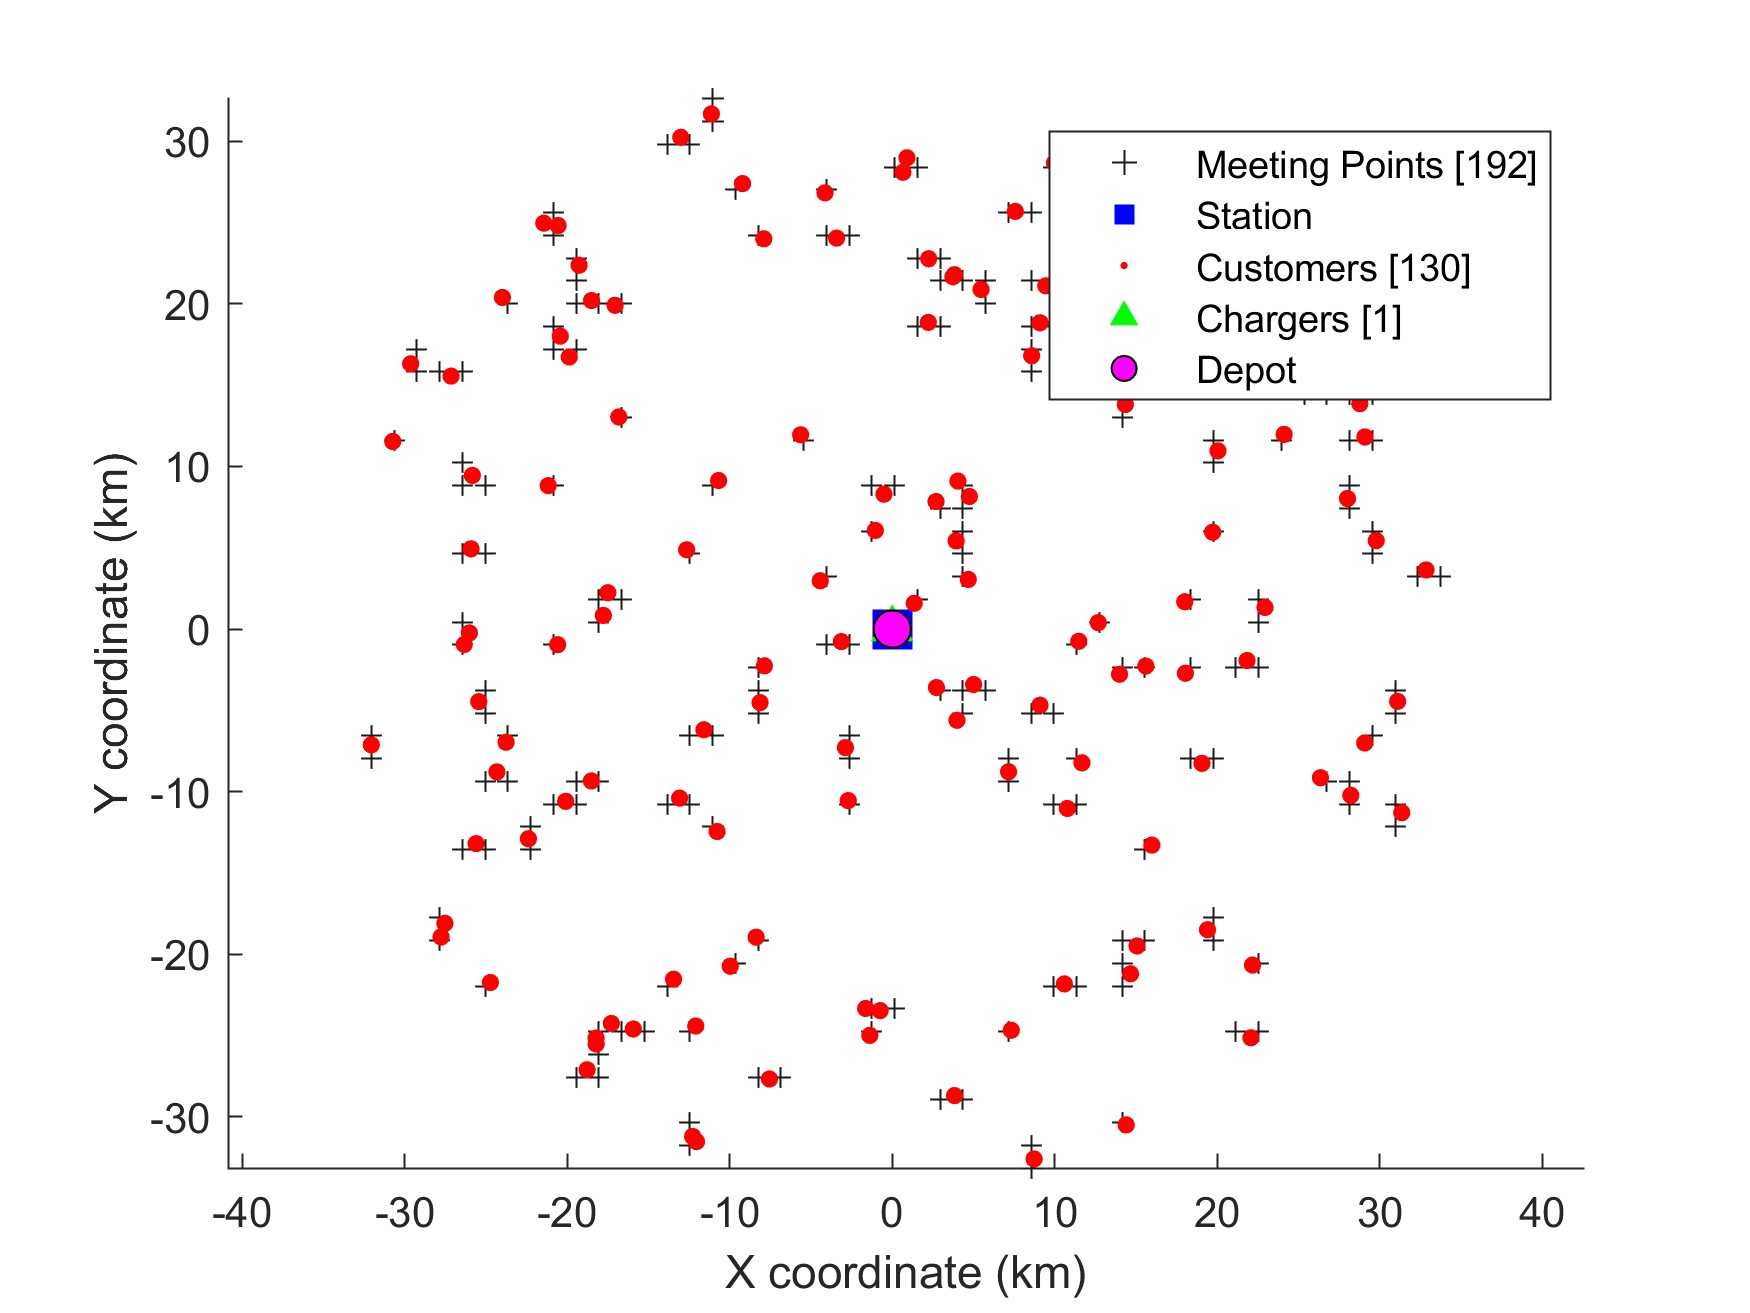 30
20
10
0
-10
-20
-30
Y coordinate (km)
Meeting Points [192]
Station
Customers [130]
Chargers [1]
Depot
-40 -30 -20 -10 0 10 20 30 40
X coordinate (km)